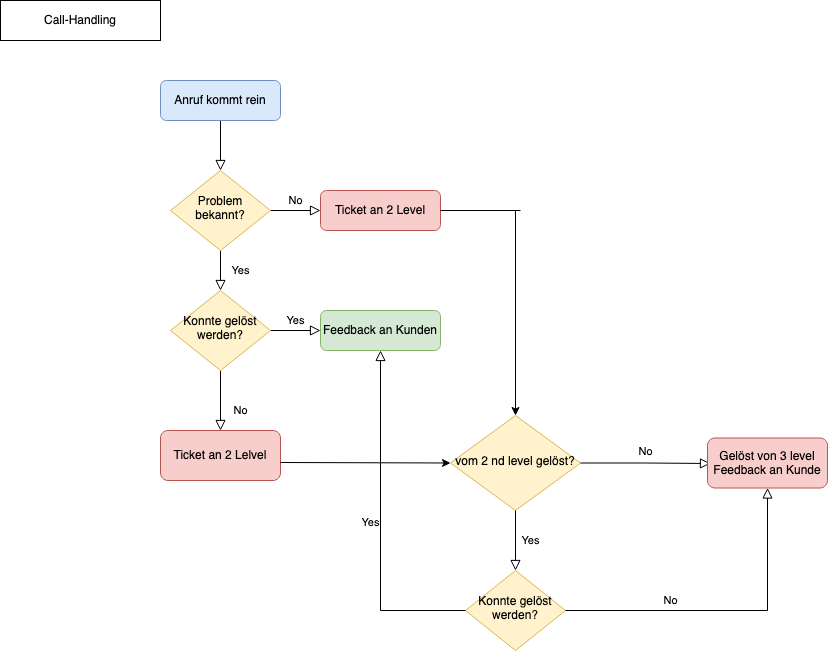 Call-Handling
Anruf kommt rein
Problem
bekannt?
No
Ticket an 2 Level
Yes
Konnte gelöst
werden?
Yes
Feedback an Kunden
No
Ticket an 2 Lelvel
vom 2 nd level gelöst?
No
Gelöst von 3 level
Feedback an Kunde
Yes
Yes
Konnte gelöst
werden?
No